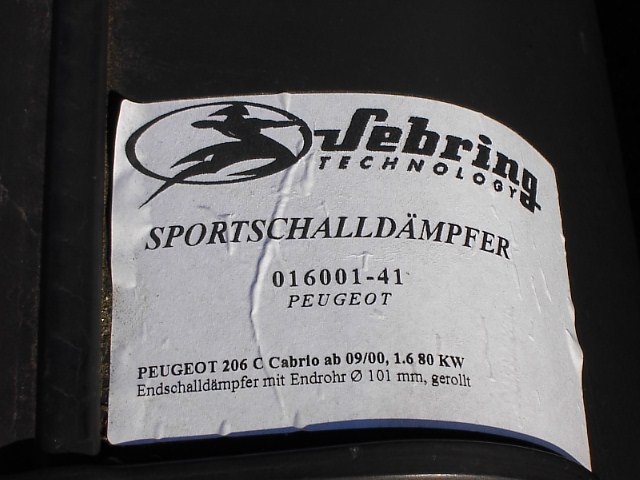 Sebring
TECHNOLOGY
SPORTSCHALLDÄMPFER
016001-41
PEUGEOT
PEUGEOT 206 C Cabrio ab 09/00, 1.6 80 KW
Endschalldämpfer mit Endrohr Ø 101 mm, gerollt